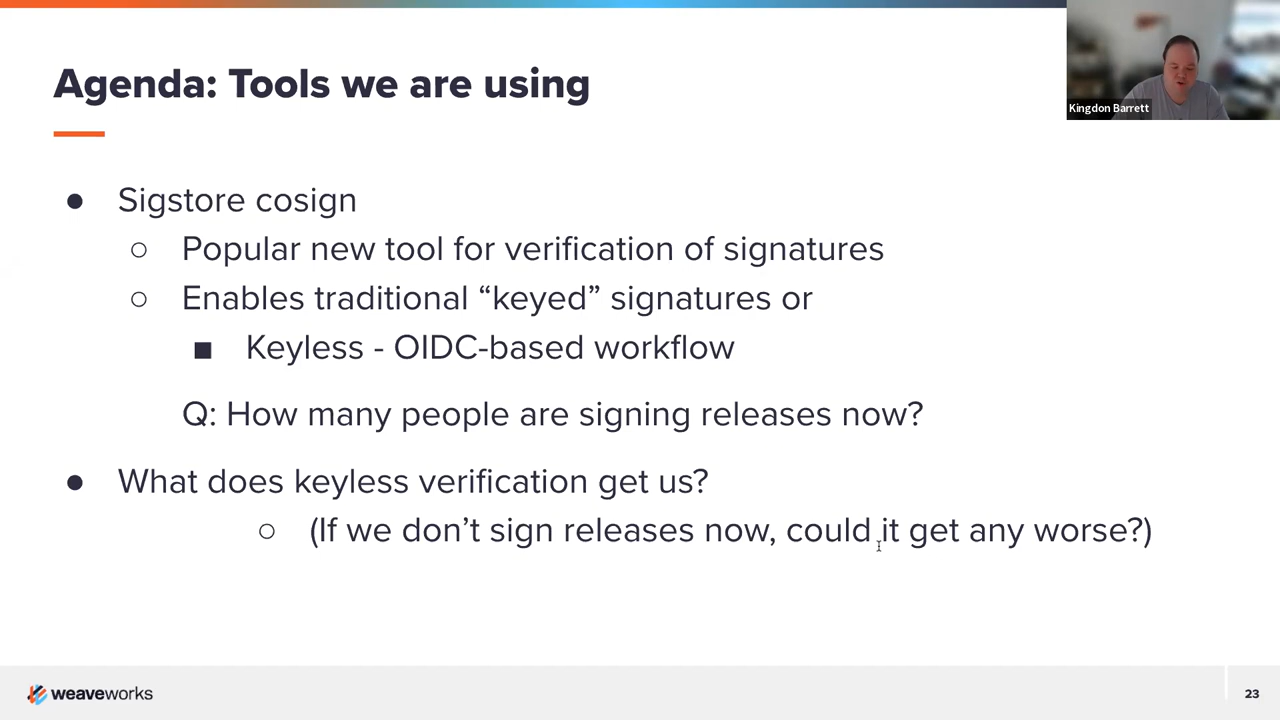 Agenda: Tools we are using
Kingdon Barrett
● Sigstore cosign
○ Popular new tool for verification of signatures
○ Enables traditional “keyed” signatures or
■ Keyless - OIDC-based workflow
Q: How many people are signing releases now?
● What does keyless verification get us?
○ (If we don’t sign releases now, could it get any worse?)
weaveworks
23